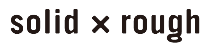 solid × rough